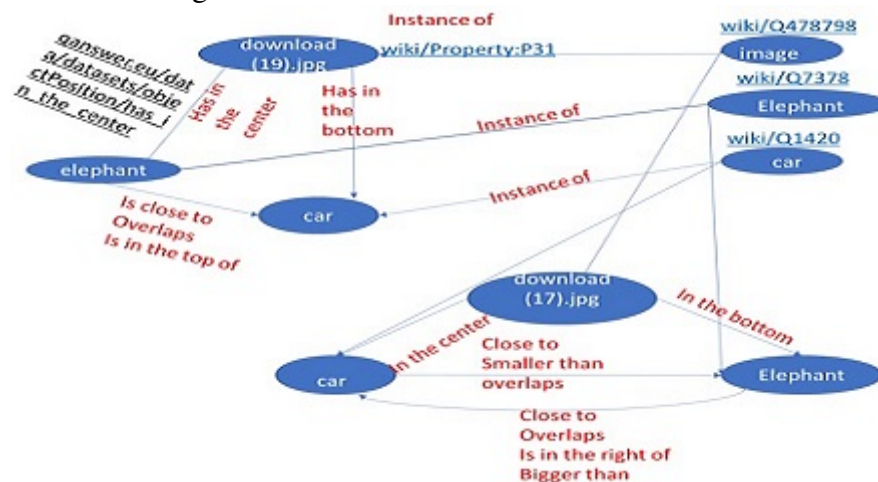 Instance of
wiki/Q478798
download
(19).jpg
wiki/Property:P31
image
qanswer.eu/dat
a/datasets/obje
ctPosition/has_i
n_the_center
wiki/Q7378
Has in
the
center
Has in
the
bottom
Elephant
Instance of
wiki/Q1420
elephant
car
Instance of
car
Is close to
Overlaps
Is in the top of
download
(17).jpg
In the bottom
In the center
Close to
Smaller than
overlaps
car
Elephant
Close to
Overlaps
Is in the right of
Bigger than